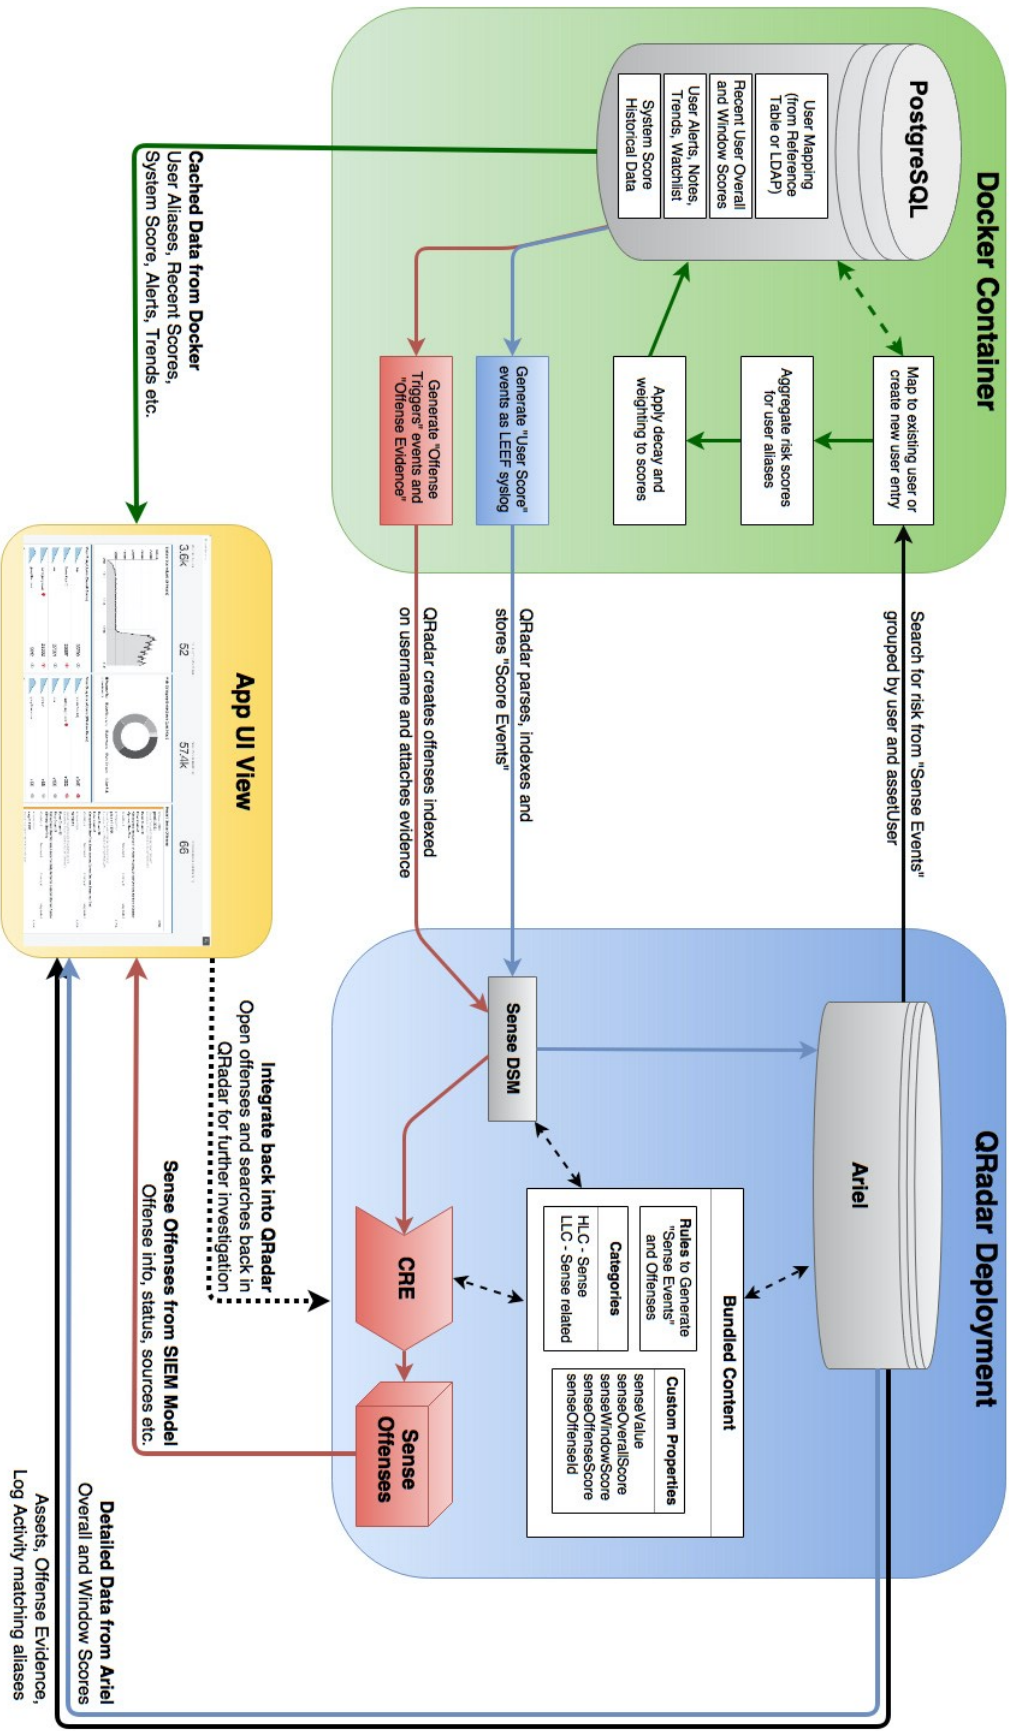 Docker Container
PostgreSQL
User Mapping
(from Reference
Table or LDAP)
Recent User Overall
and Window Scores
User Alerts, Notes,
Trends, Watchlist
System Score
Historical Data
Map to existing user or
create new user entry
Aggregate risk scores
for user aliases
Apply decay and
weighting to scores
Generate "User Score"
events as LEEF syslog
Generate "Offense
Triggers" events and
"Offense Evidence"
Search for risk from "Sense Events"
grouped by user and assetUser
QRadar parses, indexes and
stores "Score Events"
QRadar creates offenses indexed
on username and attaches evidence
QRadar Deployment
Ariel
Sense DSM
Bundled Content
Rules to Generate
"Sense Events"
and Offenses
Categories
HLC - Sense
LLC - Sense related
Custom Properties
senseValue
senseOverallScore
senseWindowScore
senseOffenseScore
senseOffenseId
CRE
Sense
Offenses
Cached Data from Docker
User Aliases, Recent Scores,
System Score, Alerts, Trends etc.
App UI View
3.6k
52
57.4k
66
Integrate back into QRadar
Open offenses and searches back in
QRadar for further investigation
Sense Offenses from SIEM Model
Offense info, status, sources etc.
Detailed Data from Ariel
Overall and Window Scores
Assets, Offense Evidence,
Log Activity matching aliases